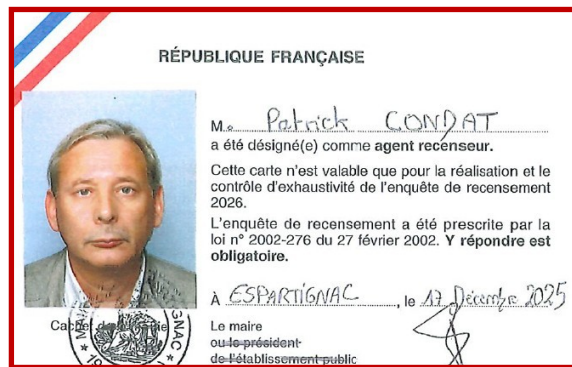 RÉPUBLIQUE FRANÇAISE
M. Patrick CONDAT
a été désigné(e) comme agent recenseur.
Cette carte n'est valable que pour la réalisation et le
contrôle d'exhaustivité de l'enquête de recensement
2026.
L'enquête de recensement a été prescrite par la
loi n° 2002-276 du 27 février 2002. Y répondre est
obligatoire.
À ESPARTIGNAC, le 17 Décembre 2025
Cachet de la mairie
Le maire
ou le président
de l'établissement public